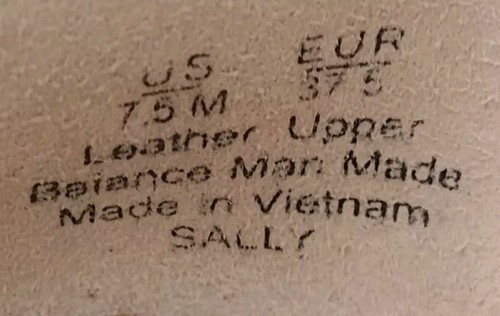 US EUR
7.5 M 37 5
Leather Upper
Balance Man Made
Made in Vietnam
SALLY